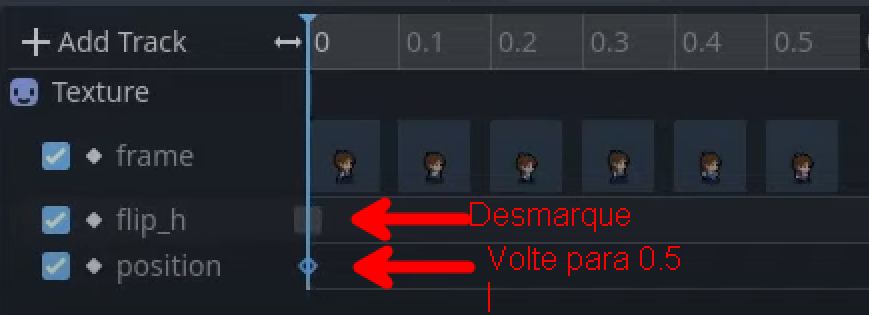 Add Track 0 0.1 0.2 0.3 0.4 0.5
Texture
frame
flip_h Desmarque
position Volte para 0.5